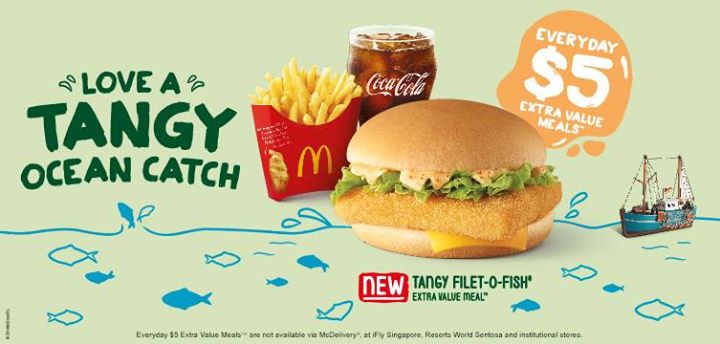 LOVE A
TANGY
OCEAN CATCH
Coca-Cola
EVERYDAY
$5
EXTRA VALUE
MEALS™
NEW TANGY FILET-O-FISH®
EXTRA VALUE MEAL™
Everyday $5 Extra Value Meals™ are not available via McDelivery®, at iFly Singapore, Resorts World Sentosa and institutional stores.